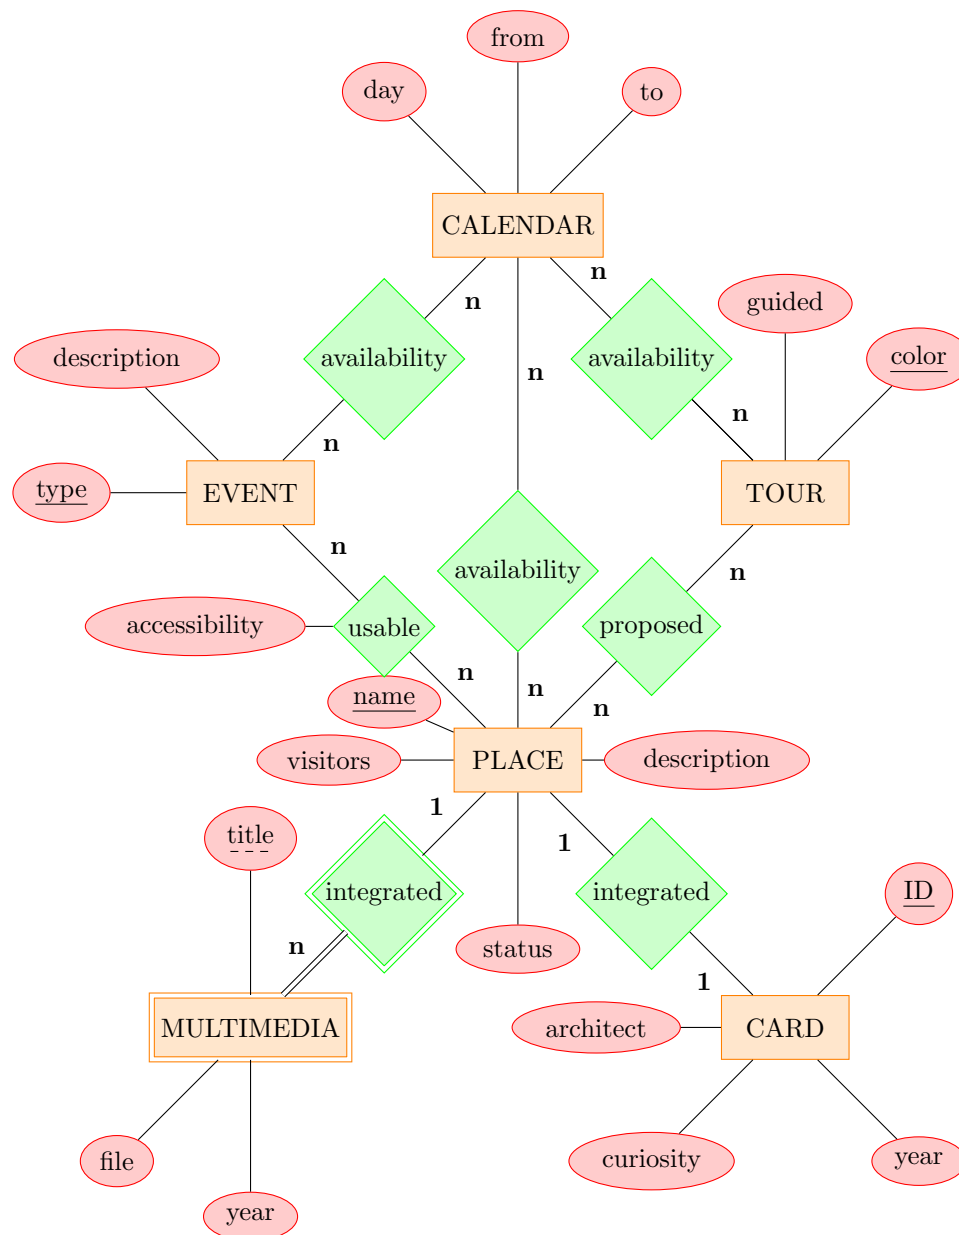 from
day
to
CALENDAR
n
n
guided
description
availability
n
availability
color
n
n
type
EVENT
TOUR
n
availability
n
accessibility
usable
proposed
n
name
n
n
visitors
PLACE
description
1
title
1
integrated
integrated
ID
n
status
1
MULTIMEDIA
architect
CARD
file
curiosity
year
year